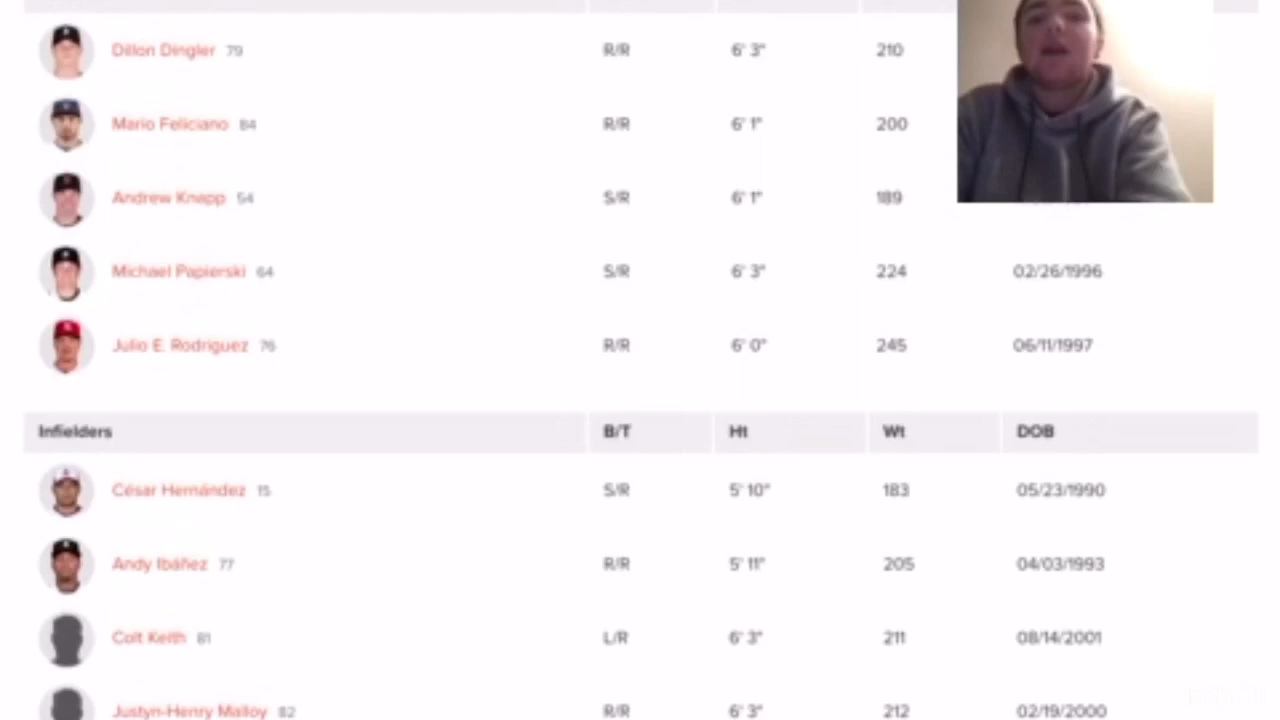 Dillon Dingler 79 R/R 6' 3" 210
Mario Feliciano 84 R/R 6' 1" 200
Andrew Knapp 54 S/R 6' 1" 189
Michael Papierski 64 S/R 6' 3" 224 02/26/1996
Julio E. Rodriguez 76 R/R 6' 0" 245 06/11/1997
Infielders B/T Ht Wt DOB
César Hernández 15 S/R 5' 10" 183 05/23/1990
Andy Ibáñez 77 R/R 5' 11" 205 04/03/1993
Colt Keith 81 L/R 6' 3" 211 08/14/2001
Justyn-Henry Malloy 82 R/R 6' 3" 212 02/19/2000